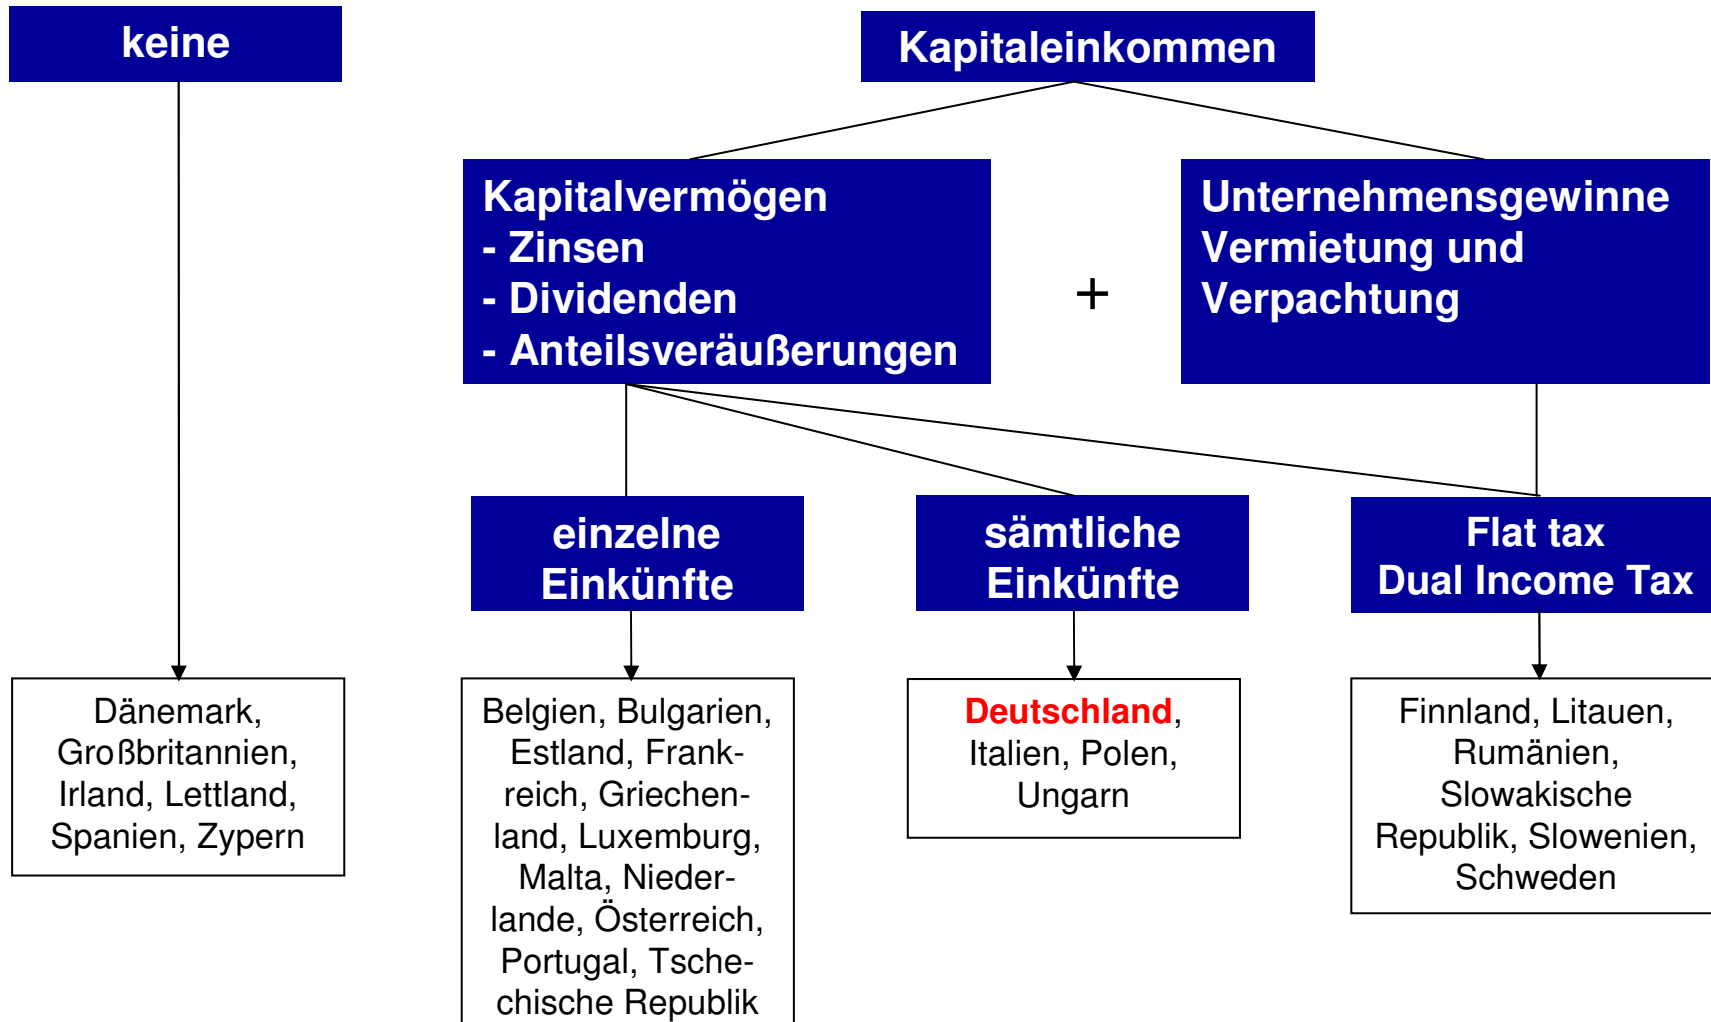 keine
Kapitaleinkommen
Kapitalvermögen
- Zinsen
- Dividenden
- Anteilsveräußerungen
+
Unternehmensgewinne
Vermietung und
Verpachtung
einzelne
Einkünfte
sämtliche
Einkünfte
Flat tax
Dual Income Tax
Dänemark,
Großbritannien,
Irland, Lettland,
Spanien, Zypern
Belgien, Bulgarien,
Estland, Frank-
reich, Griechen-
land, Luxemburg,
Malta, Nieder-
lande, Österreich,
Portugal, Tsche-
chische Republik
Deutschland,
Italien, Polen,
Ungarn
Finnland, Litauen,
Rumänien,
Slowakische
Republik, Slowenien,
Schweden